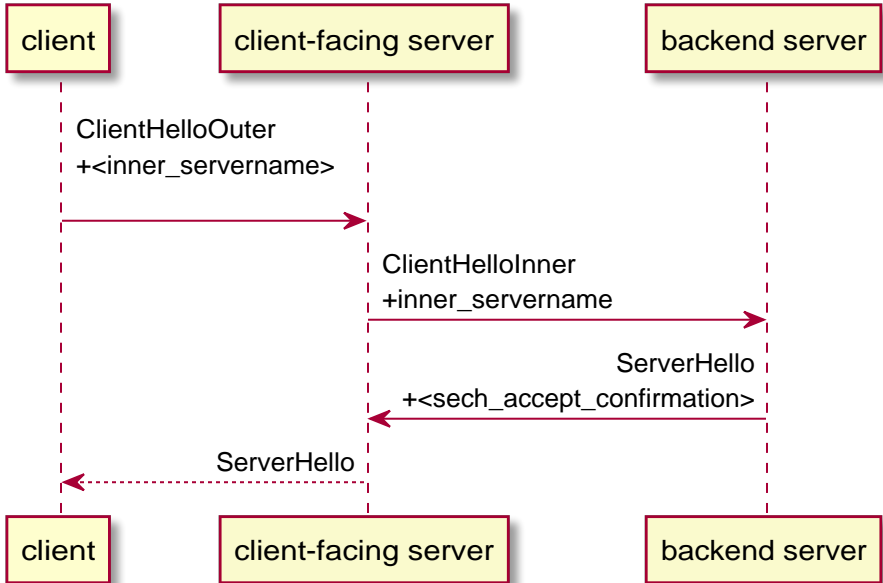 client
client-facing server
backend server
ClientHelloOuter
+<inner_servername>
ClientHelloInner
+inner_servername
ServerHello
+<sech_accept_confirmation>
ServerHello
client
client-facing server
backend server